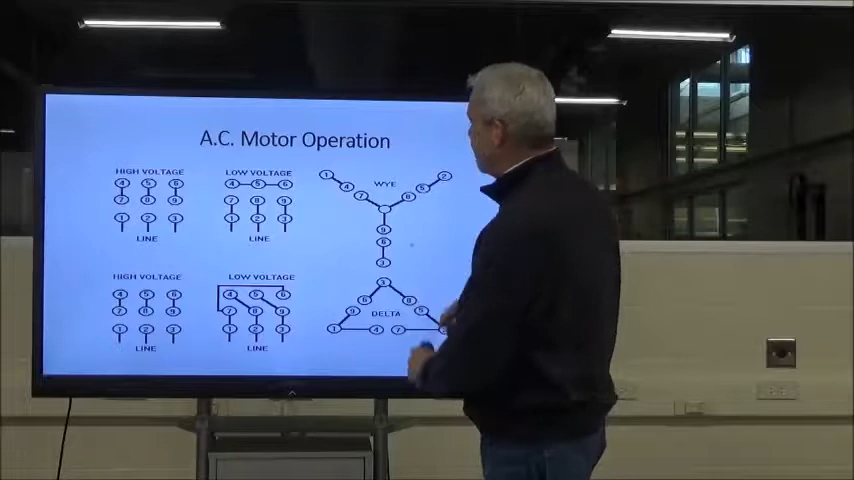 A.C. Motor Operation
HIGH VOLTAGE
4 5 6
7 8 9
1 2 3
LINE
LOW VOLTAGE
4 5 6
7 8 9
1 2 3
LINE
1 4 7 WYE 8 5 2
9
6
3
HIGH VOLTAGE
4 5 6
7 8 9
1 2 3
LINE
LOW VOLTAGE
4 5 6
7 8 9
1 2 3
LINE
6 8
9 DELTA 5
1 4 7